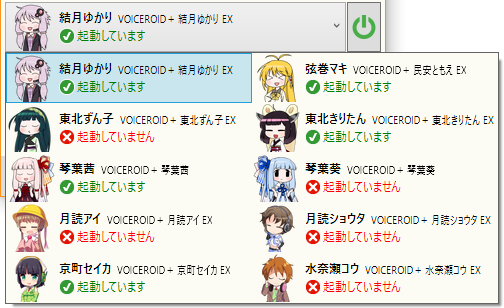 結月ゆかり VOICEROID+ 結月ゆかり EX
起動しています
結月ゆかり VOICEROID+ 結月ゆかり EX
起動しています
弦巻マキ VOICEROID+ 民安ともえ EX
起動しています
東北ずん子 VOICEROID+ 東北ずん子 EX
起動していません
東北きりたん VOICEROID+ 東北きりたん EX
起動しています
琴葉茜 VOICEROID+ 琴葉茜
起動しています
琴葉葵 VOICEROID+ 琴葉葵
起動していません
月読アイ VOICEROID+ 月読アイ EX
起動していません
月読ショウタ VOICEROID+ 月読ショウタ EX
起動していません
京町セイカ VOICEROID+ 京町セイカ EX
起動しています
水奈瀬コウ VOICEROID+ 水奈瀬コウ EX
起動していません